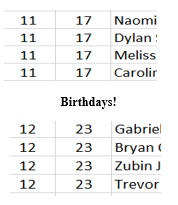 11 17 Naomi
11 17 Dylan
11 17 Meliss
11 17 Carolin
Birthdays!
12 23 Gabriel
12 23 Bryan
12 23 Zubin J
12 23 Trevor